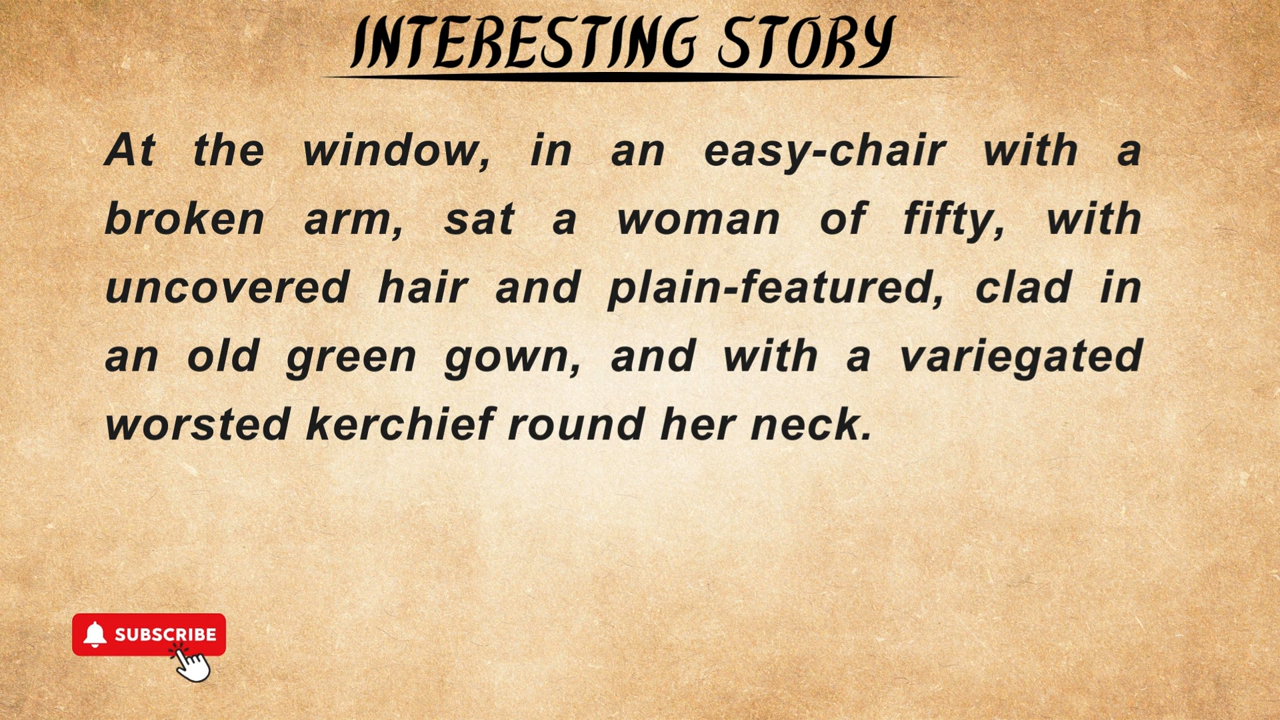 INTERESTING STORY
At the window, in an easy-chair with a
broken arm, sat a woman of fifty, with
uncovered hair and plain-featured, clad in
an old green gown, and with a variegated
worsted kerchief round her neck.
SUBSCRIBE